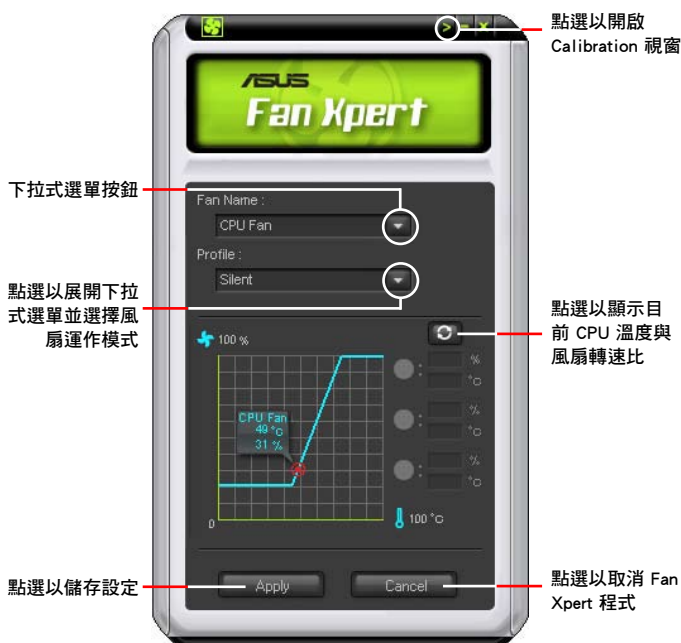 點選以開啟
Calibration 視窗
> - x
ASUS
Fan Xpert
下拉式選單按鈕
Fan Name :
CPU Fan
Profile :
Silent
點選以展開下拉
式選單並選擇風
扇運作模式
點選以顯示目
前 CPU 溫度與
風扇轉速比
100 %
: %
°C
CPU Fan
49 °C
31 %
: %
°C
: %
°C
0
100 °C
點選以儲存設定
Apply
Cancel
點選以取消 Fan
Xpert 程式